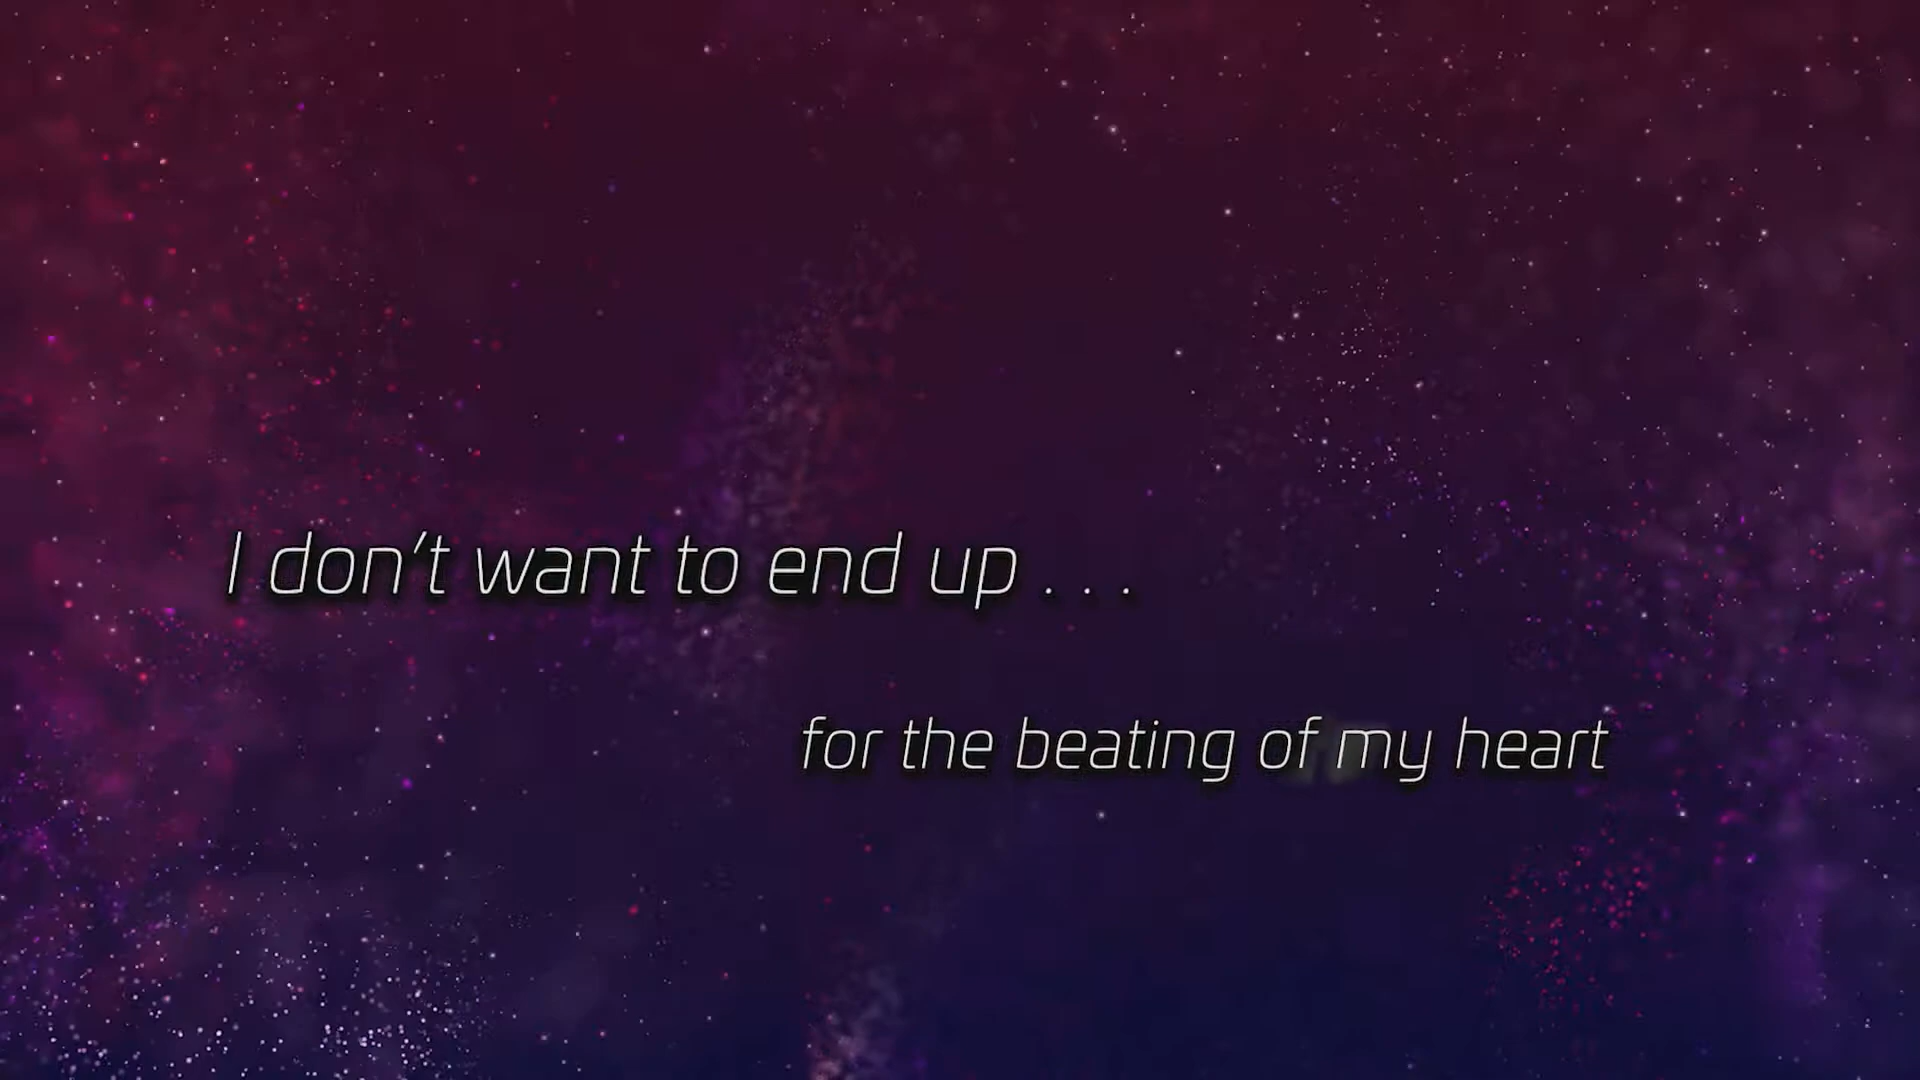 I don’t want to end up . . .
for the beating of my heart